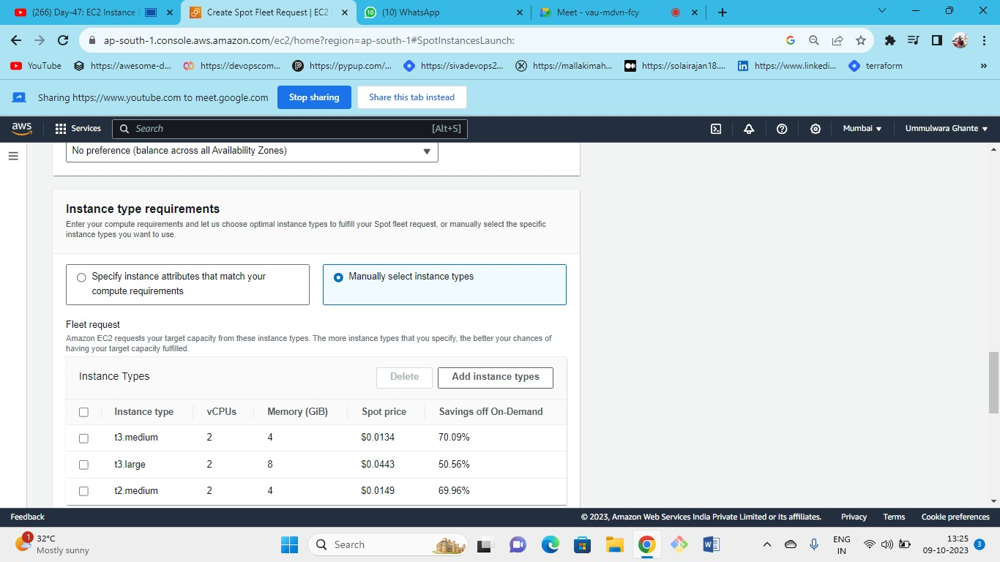 (266) Day-47: EC2 Instance
Create Spot Fleet Request | EC2
(10) WhatsApp
Meet - vau-mdvn-fcy
ap-south-1.console.aws.amazon.com/ec2/home?region=ap-south-1#SpotInstancesLaunch:
YouTube
https://awesome-d...
https://devopscom...
https://pypup.com/...
https://sivadevops2...
https://mallakimah...
https://solairajan18....
https://www.linkedi...
terraform
»
Sharing https://www.youtube.com to meet.google.com
Stop sharing
Share this tab instead
aws
Services
Search
[Alt+S]
Mumbai
Ummulwara Ghante
No preference (balance across all Availability Zones)
Instance type requirements
Enter your compute requirements and let us choose optimal instance types to fulfill your Spot fleet request, or manually select the specific
instance types you want to use.
Specify instance attributes that match your
compute requirements
Manually select instance types
Fleet request
Amazon EC2 requests your target capacity from these instance types. The more instance types that you specify, the better your chances of
having your target capacity fulfilled.
Instance Types
Delete
Add instance types
Instance type vCPUs Memory (GiB) Spot price Savings off On-Demand
t3.medium 2 4 $0.0134 70.09%
t3.large 2 8 $0.0443 50.56%
t2.medium 2 4 $0.0149 69.96%
Feedback
© 2023, Amazon Web Services India Private Limited or its affiliates.
Privacy
Terms
Cookie preferences
1
32°C
Mostly sunny
Search
ENG
IN
13:25
09-10-2023
3